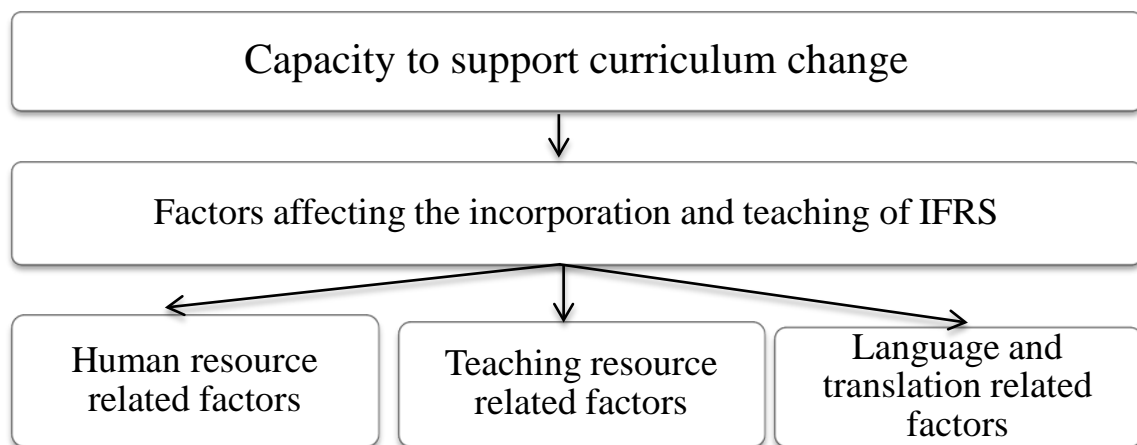 Capacity to support curriculum change
Factors affecting the incorporation and teaching of IFRS
Human resource
related factors
Teaching resource
related factors
Language and
translation related
factors